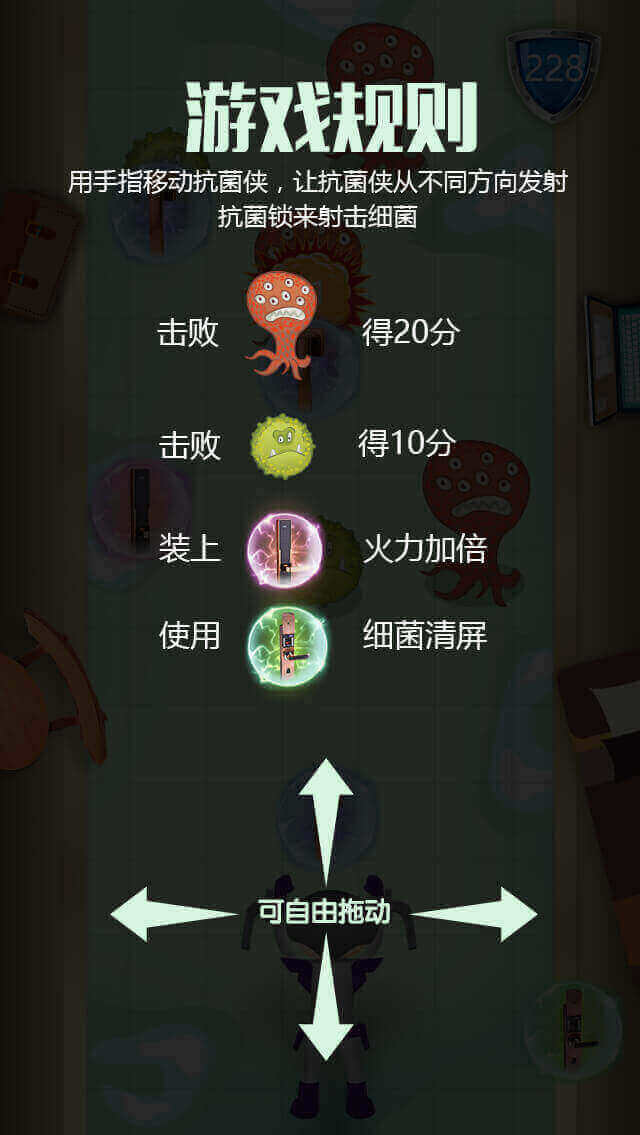 228
游戏规则
用手指移动抗菌侠，让抗菌侠从不同方向发射
抗菌锁来射击细菌
击败 得20分
击败 得10分
装上 火力加倍
使用 细菌清屏
可自由拖动